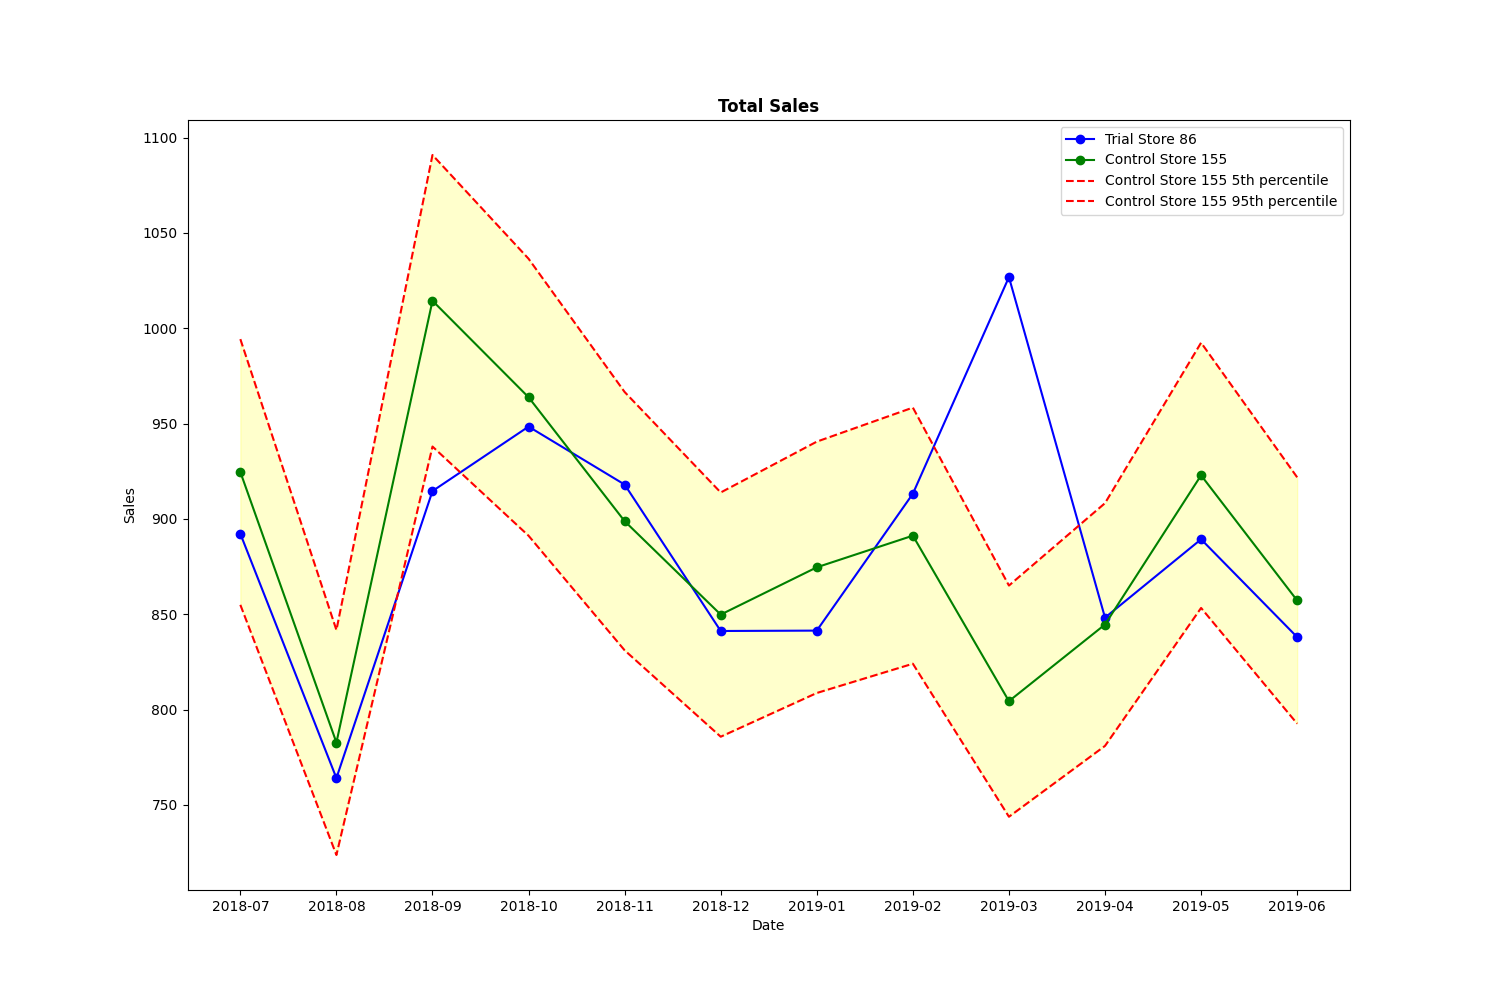 Total Sales
Trial Store 86
Control Store 155
Control Store 155 5th percentile
Control Store 155 95th percentile
1100
1050
1000
950
900
850
800
750
Sales
2018-07 2018-08 2018-09 2018-10 2018-11 2018-12 2019-01 2019-02 2019-03 2019-04 2019-05 2019-06
Date